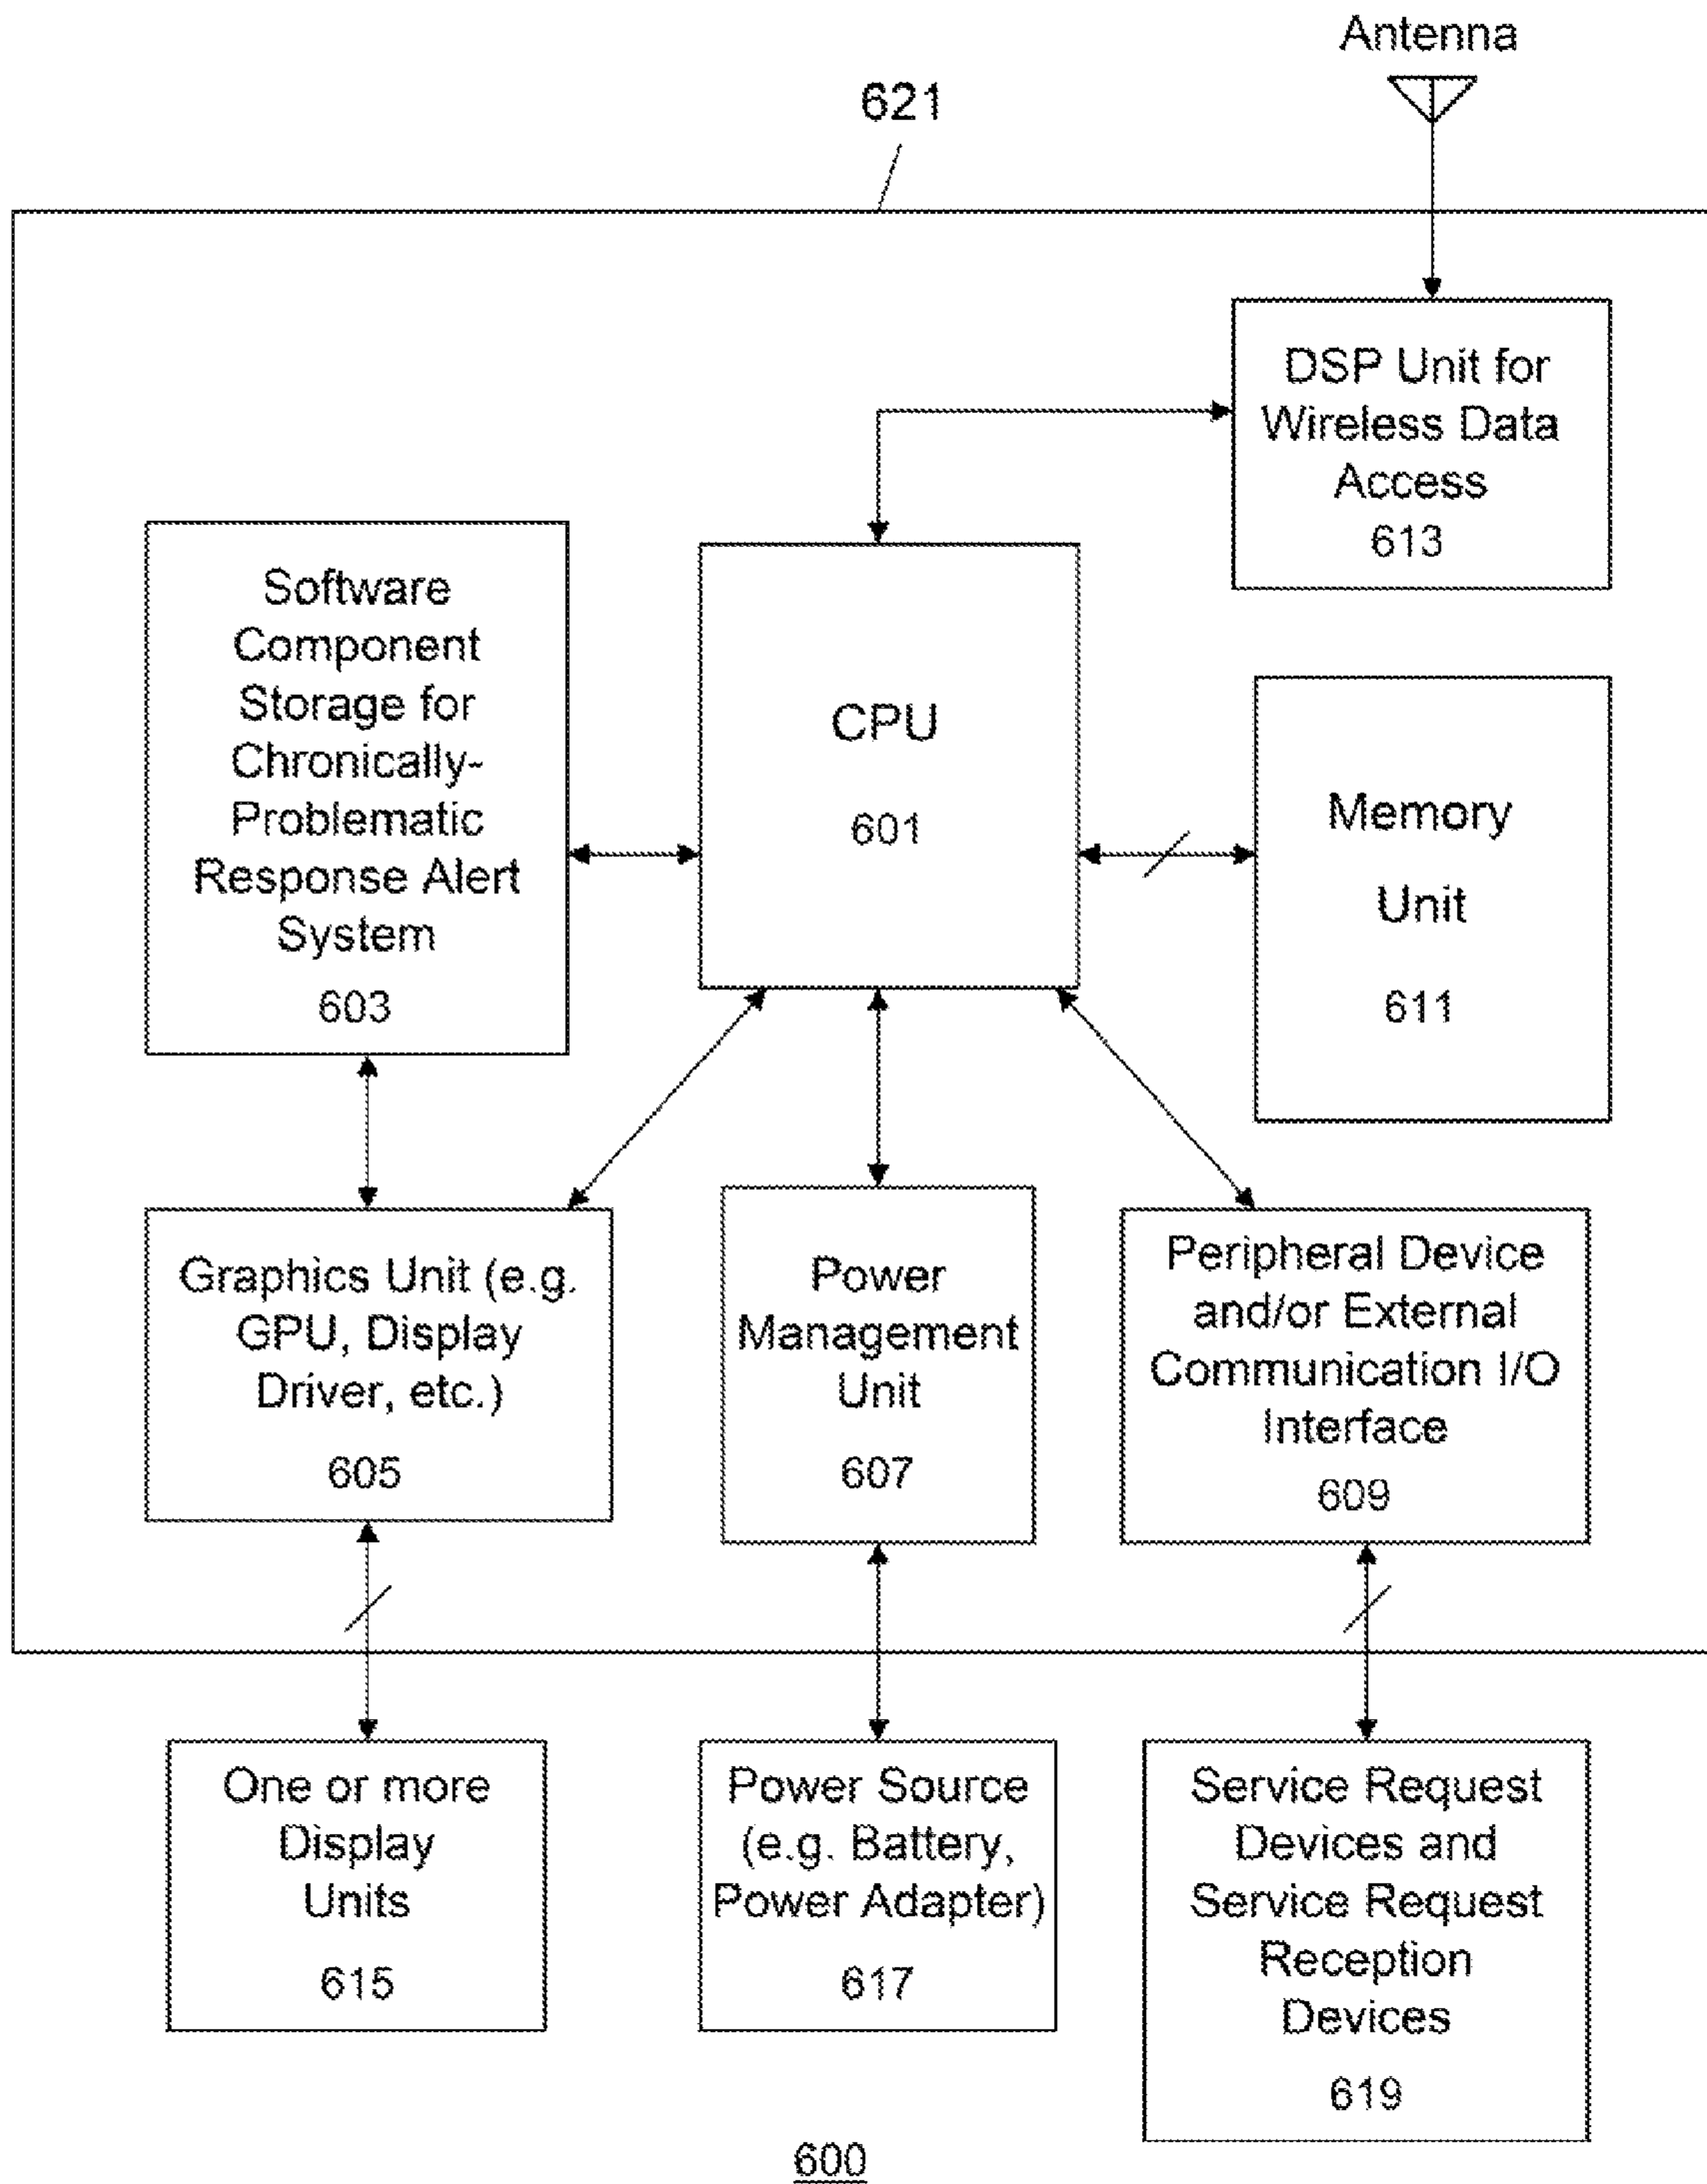 Antenna
621
DSP Unit for
Wireless Data
Access
613
Software
Component
Storage for
Chronically-
Problematic
Response Alert
System
603
CPU
601
Memory
Unit
611
Graphics Unit (e.g.
GPU, Display
Driver, etc.)
605
Power
Management
Unit
607
Peripheral Device
and/or External
Communication I/O
Interface
609
One or more
Display
Units
615
Power Source
(e.g. Battery,
Power Adapter)
617
Service Request
Devices and
Service Request
Reception
Devices
619
600